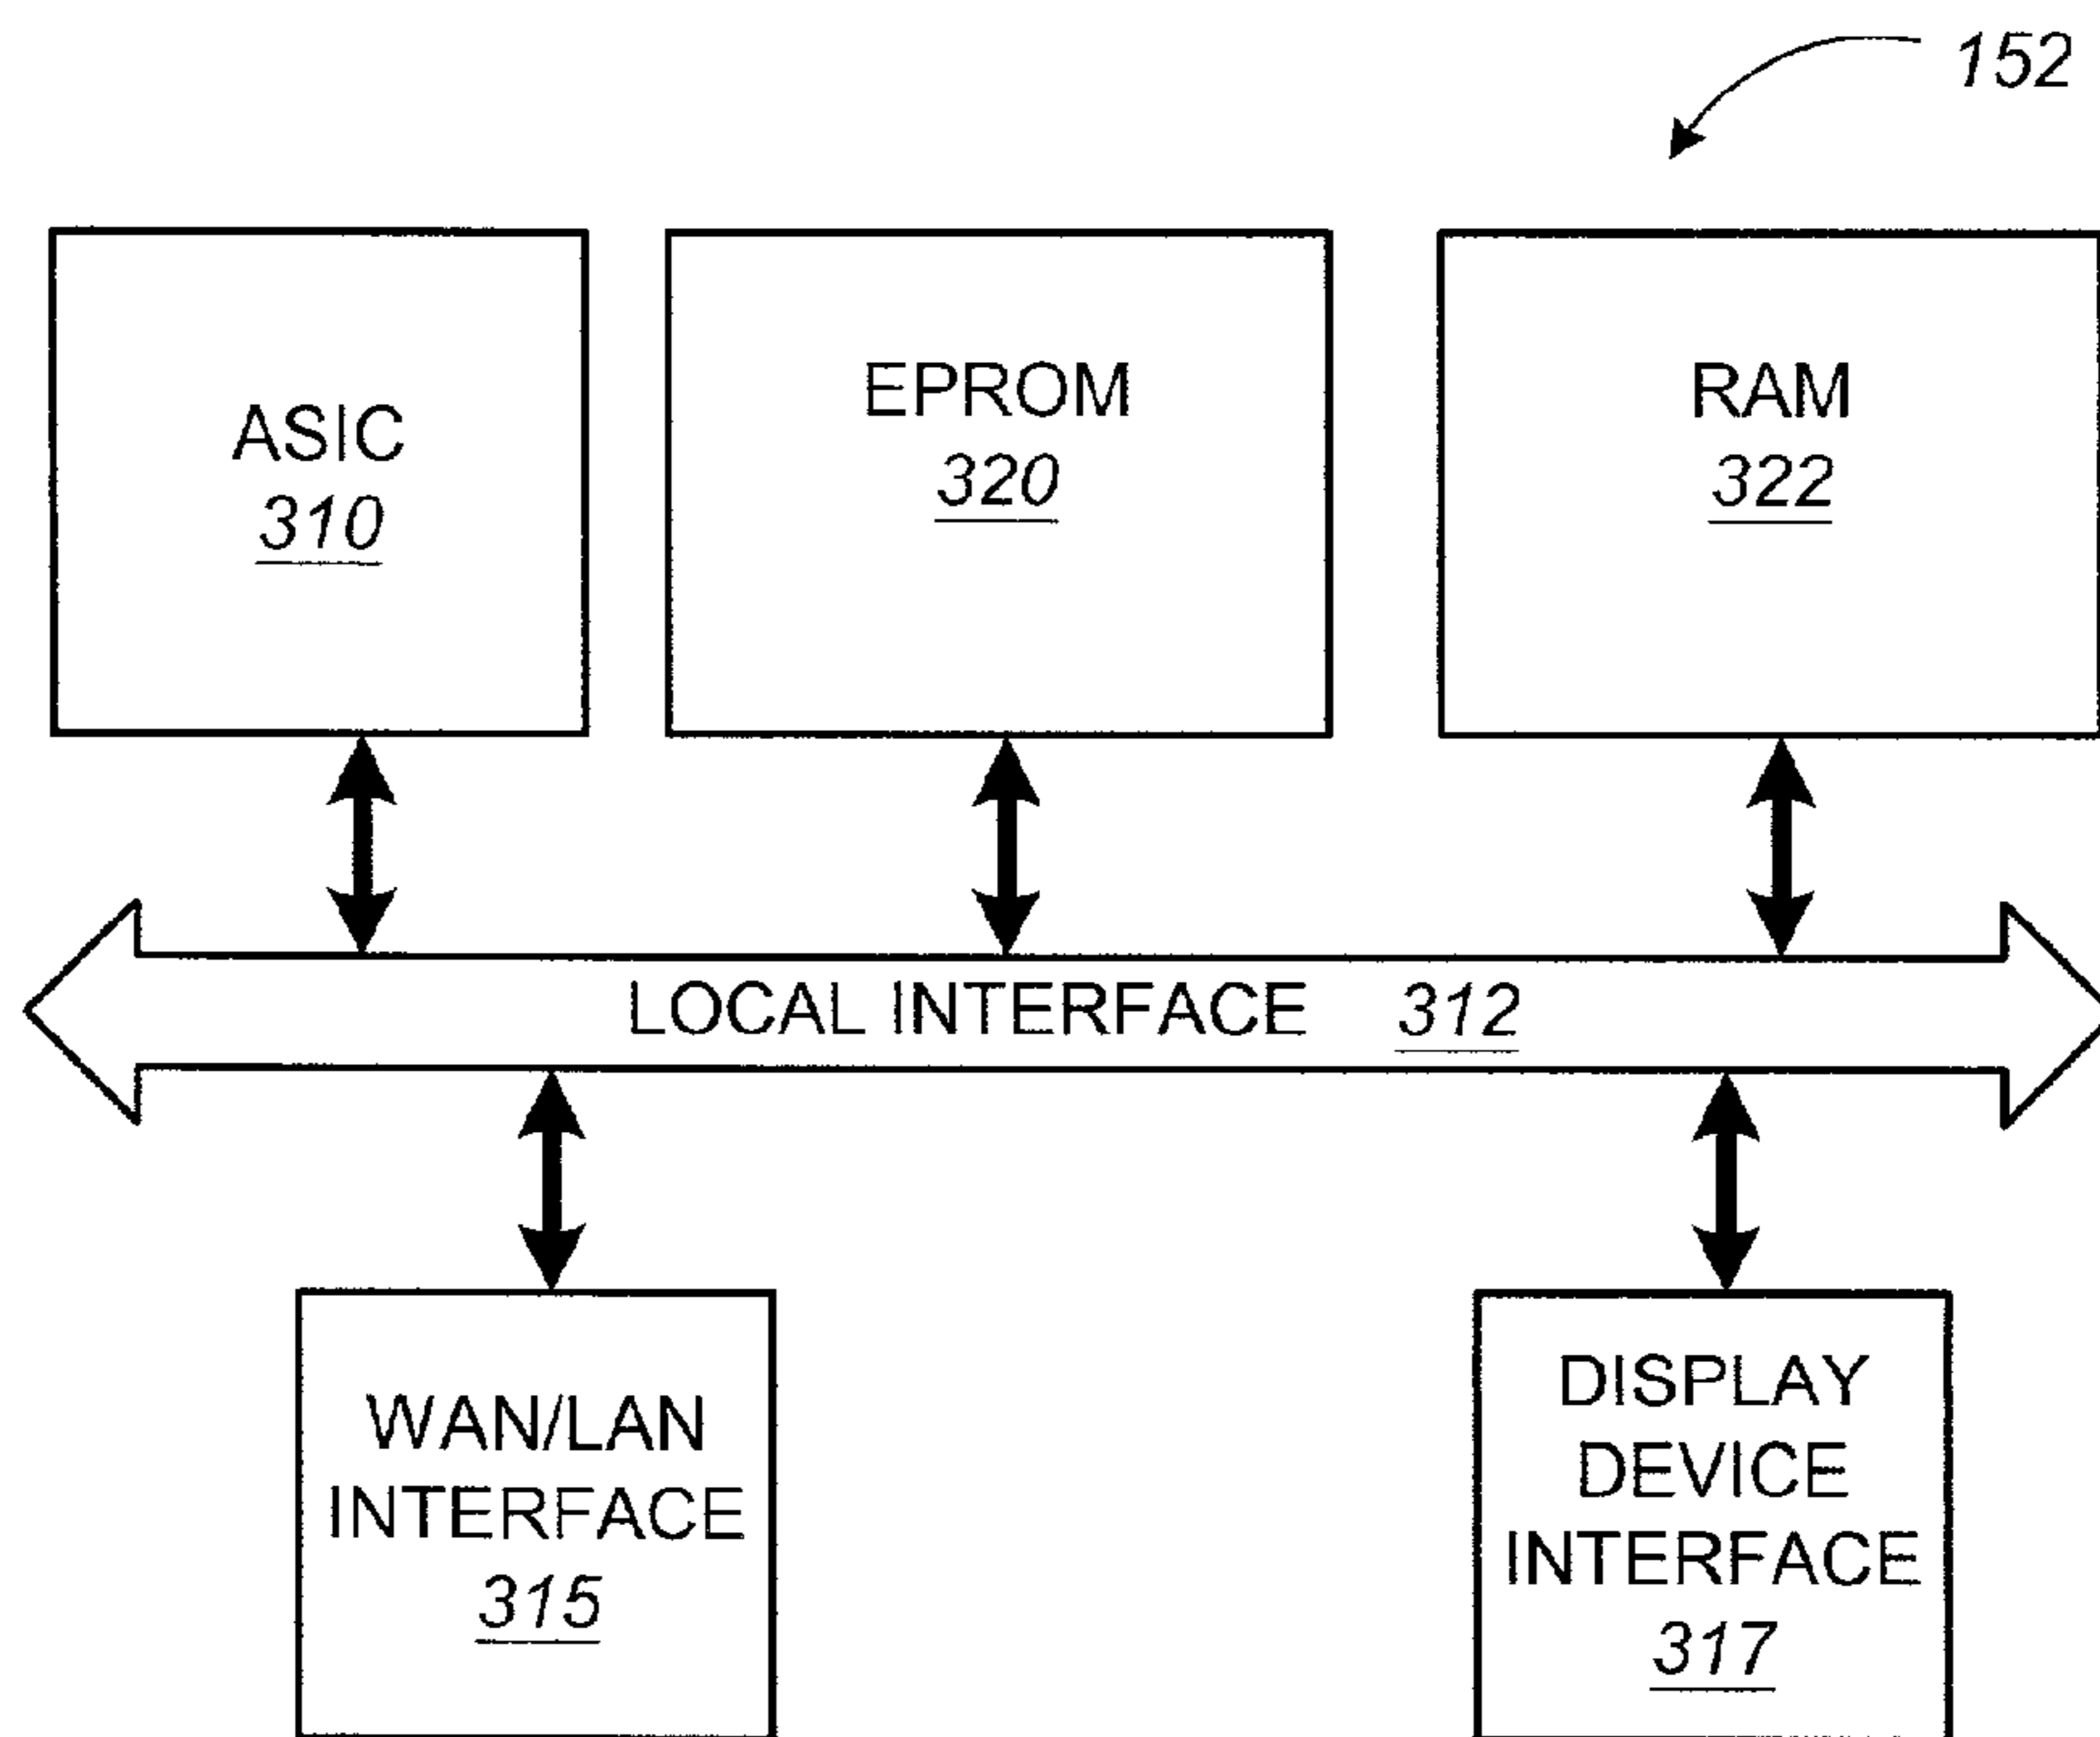 152
ASIC
310
EPROM
320
RAM
322
LOCAL INTERFACE 312
WAN/LAN
INTERFACE
315
DISPLAY
DEVICE
INTERFACE
317